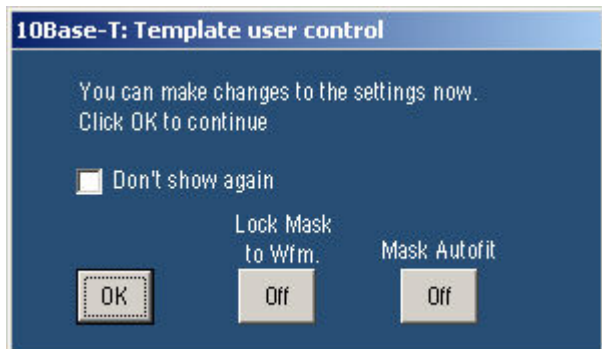 10Base-T: Template user control
You can make changes to the settings now.
Click OK to continue
Don't show again
Lock Mask
to Wfm.
Mask Autofit
OK
Off
Off